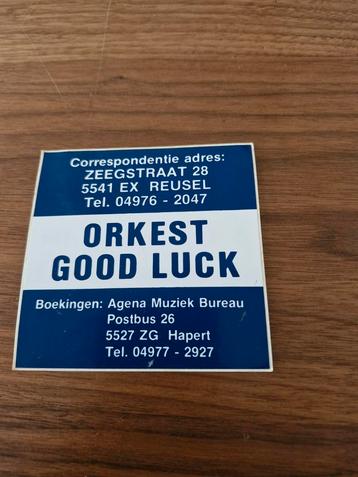 Correspondentie adres:
ZEEGSTRAAT 28
5541 EX REUSEL
Tel. 04976 - 2047
ORKEST
GOOD LUCK
Boekingen: Agena Muziek Bureau
Postbus 26
5527 ZG Hapert
Tel. 04977 - 2927